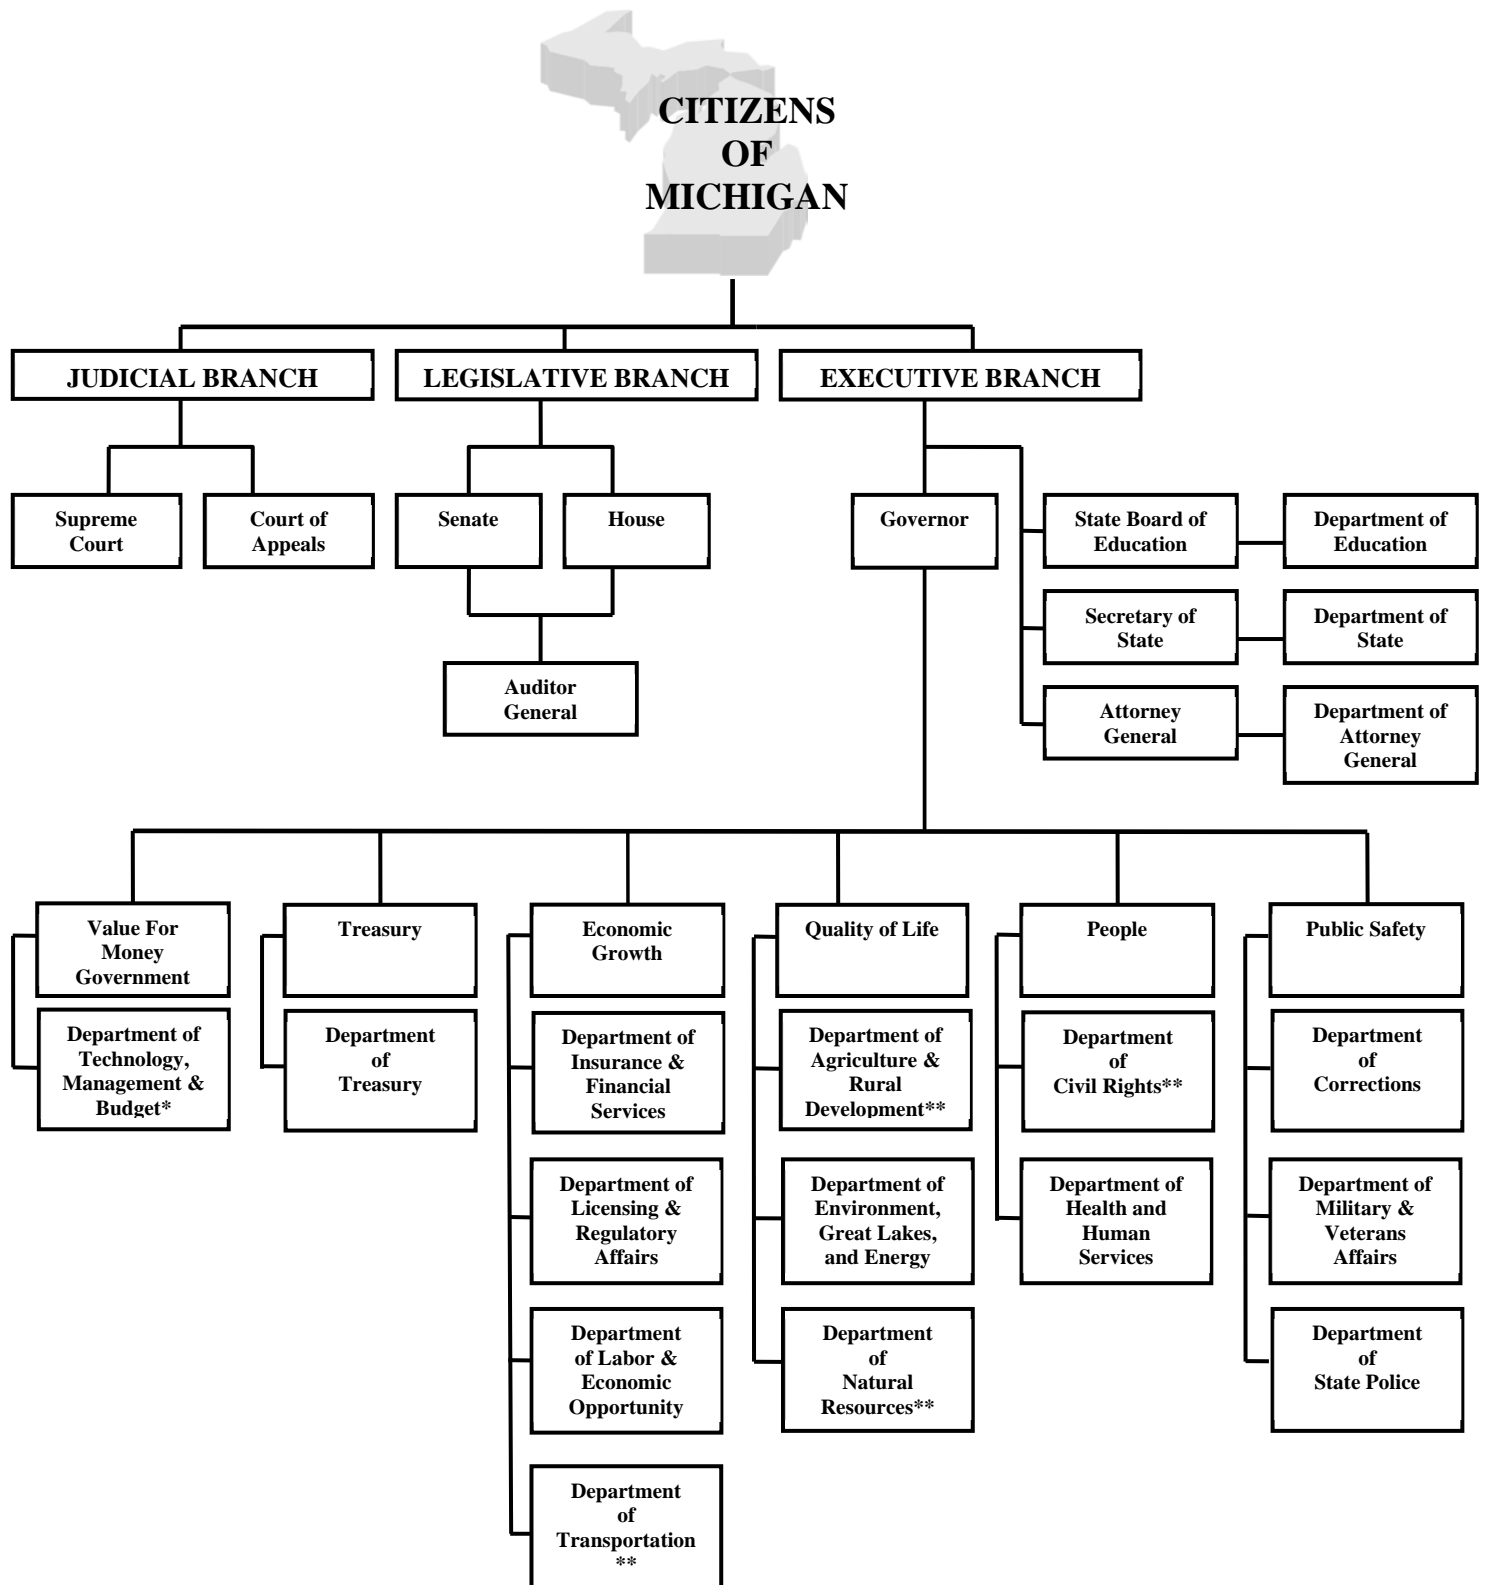 CITIZENS
OF
MICHIGAN
JUDICIAL BRANCH
LEGISLATIVE BRANCH
EXECUTIVE BRANCH
Supreme
Court
Court of
Appeals
Senate
House
Governor
State Board of
Education
Department of
Education
Secretary of
State
Department of
State
Auditor
General
Attorney
General
Department of
Attorney
General
Value For
Money
Government
Treasury
Economic
Growth
Quality of Life
People
Public Safety
Department of
Technology,
Management &
Budget*
Department
of
Treasury
Department of
Insurance &
Financial
Services
Department of
Agriculture &
Rural
Development**
Department
of
Civil Rights**
Department
of
Corrections
Department of
Licensing &
Regulatory
Affairs
Department of
Environment,
Great Lakes,
and Energy
Department of
Health and
Human
Services
Department of
Military &
Veterans
Affairs
Department
of Labor &
Economic
Opportunity
Department
of
Natural
Resources**
Department
of
State Police
Department
of
Transportation
**